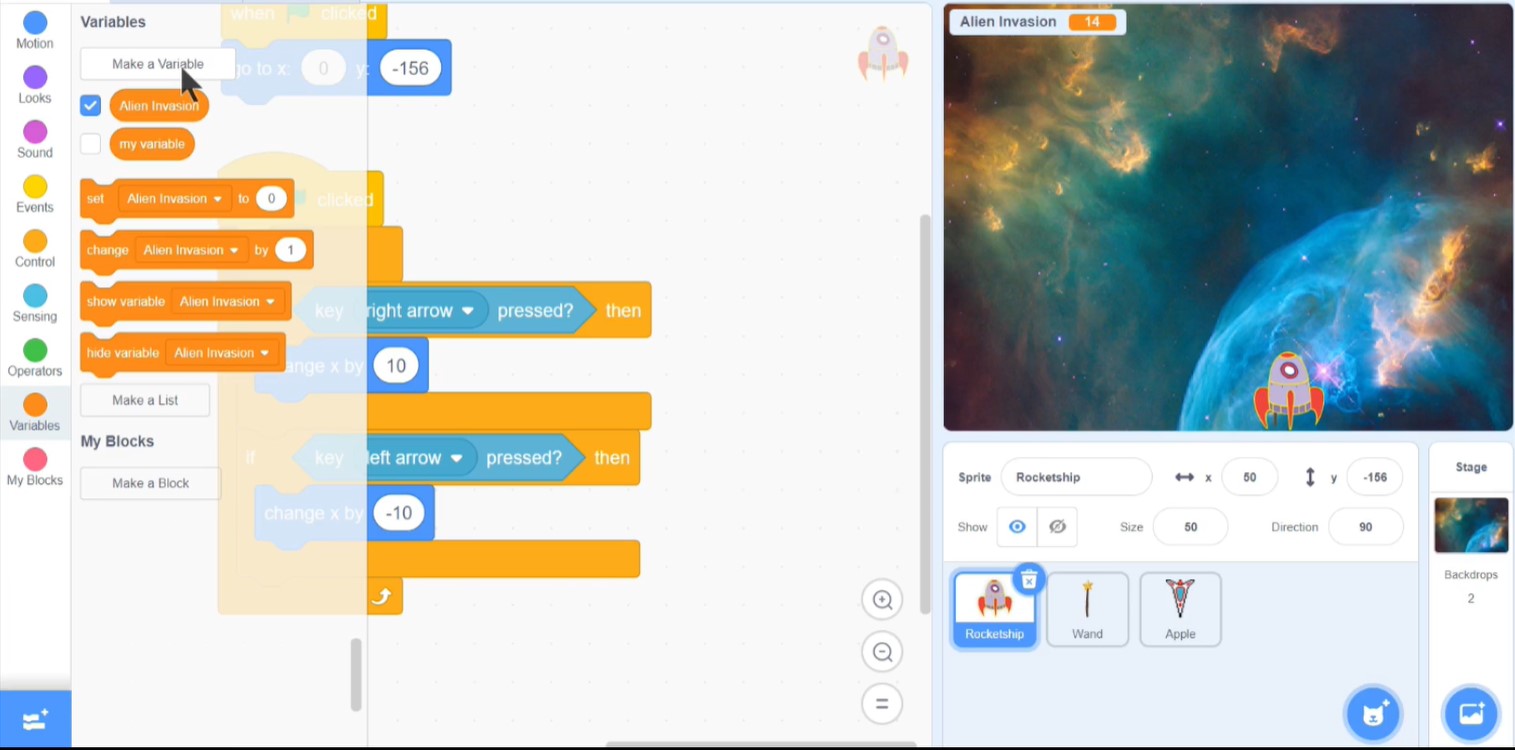 Motion
Looks
Sound
Events
Control
Sensing
Operators
Variables
My Blocks
Variables
Make a Variable
Alien Invasion
my variable
set Alien Invasion to 0
change Alien Invasion by 1
show variable Alien Invasion
hide variable Alien Invasion
Make a List
My Blocks
Make a Block
when clicked
go to x: 0 y: -156
clicked
key right arrow pressed? then
change x by 10
if key left arrow pressed? then
change x by -10
Alien Invasion 14
Sprite Rocketship x 50 y -156
Show Size 50 Direction 90
Rocketship
Wand
Apple
Stage
Backdrops
2